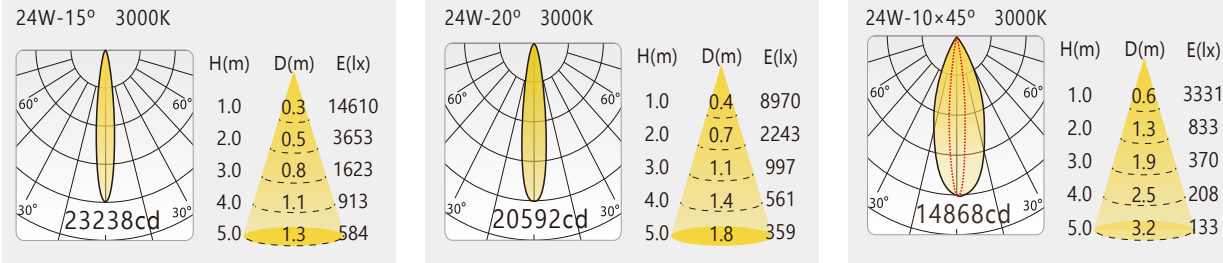 24W-15° 3000K
H(m) D(m) E(lx)
60° 60°
1.0 0.3 14610
2.0 0.5 3653
3.0 0.8 1623
4.0 1.1 913
30° 30°
23238cd
5.0 1.3 584
24W-20° 3000K
H(m) D(m) E(lx)
60° 60°
1.0 0.4 8970
2.0 0.7 2243
3.0 1.1 997
4.0 1.4 561
30° 30°
20592cd
5.0 1.8 359
24W-10×45° 3000K
H(m) D(m) E(lx)
60° 60°
1.0 0.6 3331
2.0 1.3 833
3.0 1.9 370
4.0 2.5 208
30° 30°
14868cd
5.0 3.2 133